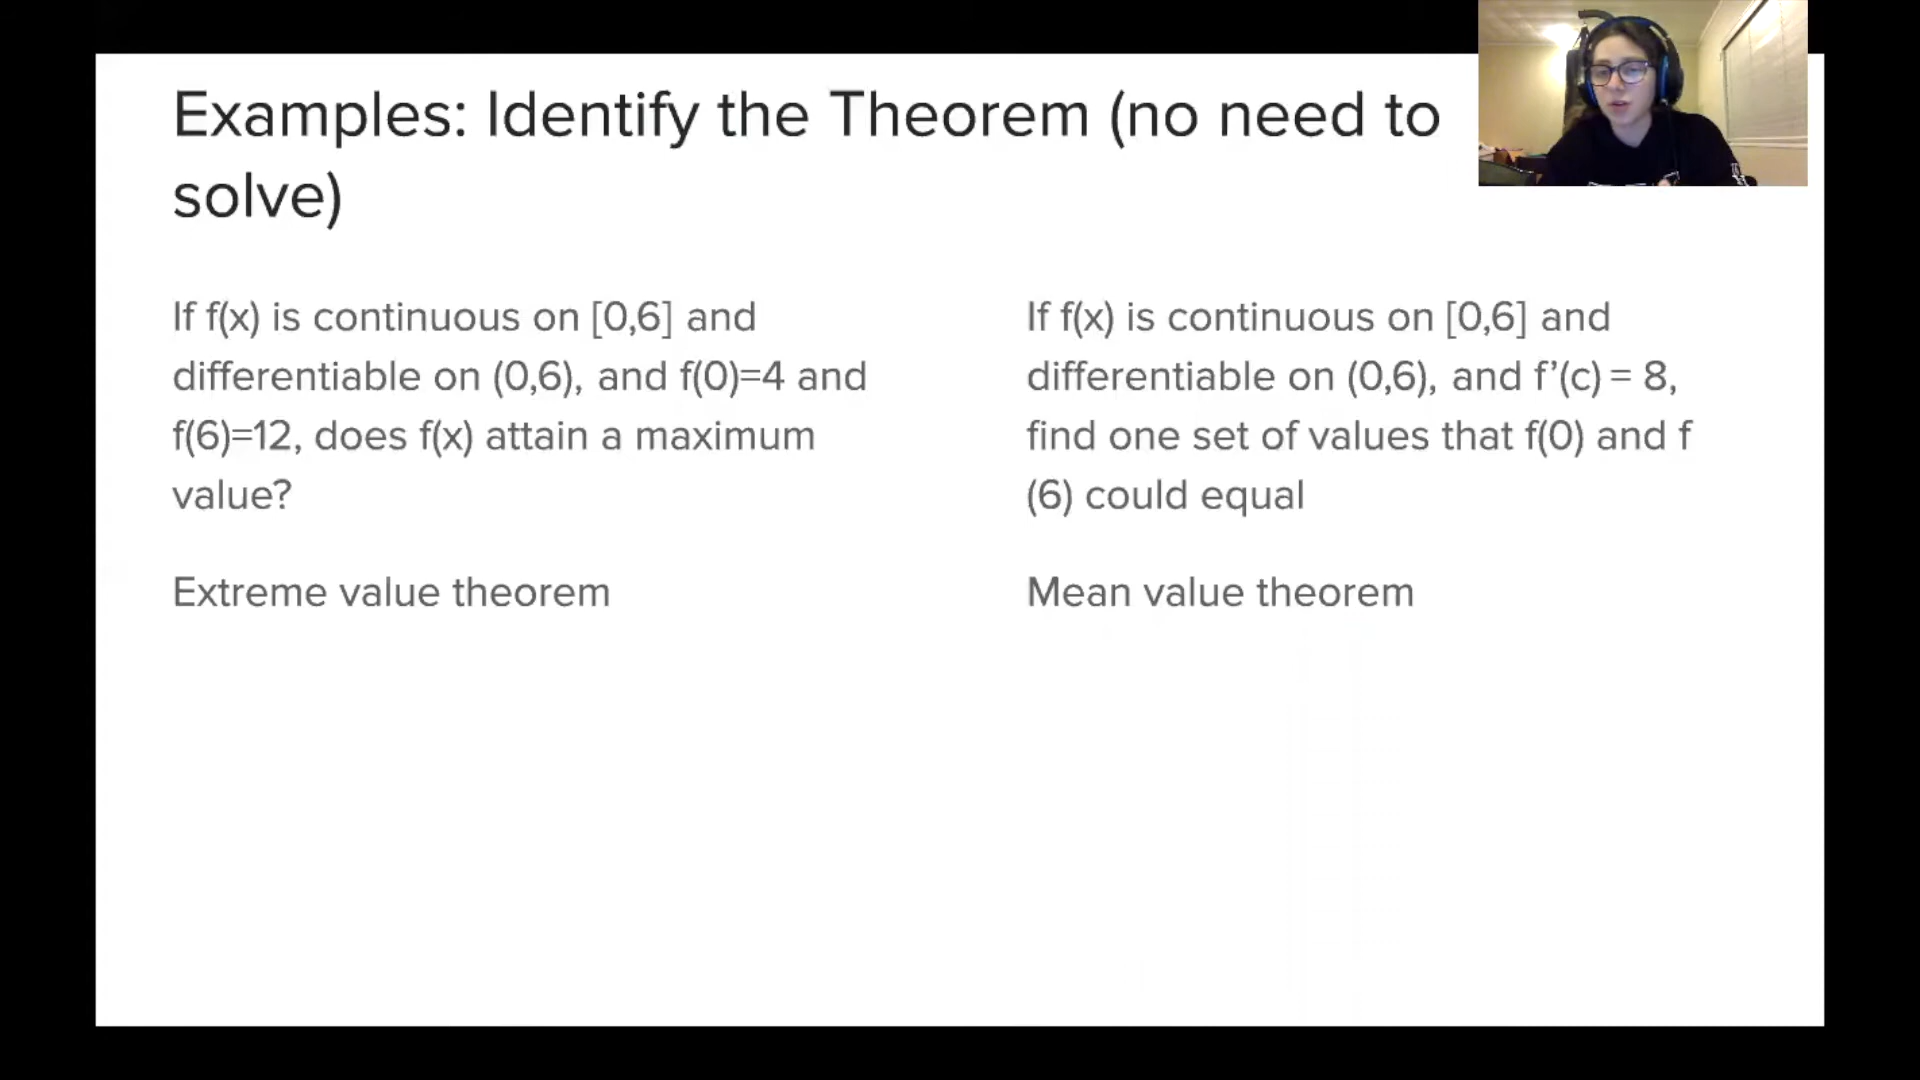 Examples: Identify the Theorem (no need to
solve)
If f(x) is continuous on [0,6] and
differentiable on (0,6), and f(0)=4 and
f(6)=12, does f(x) attain a maximum
value?
Extreme value theorem
If f(x) is continuous on [0,6] and
differentiable on (0,6), and f’(c) = 8,
find one set of values that f(0) and f
(6) could equal
Mean value theorem